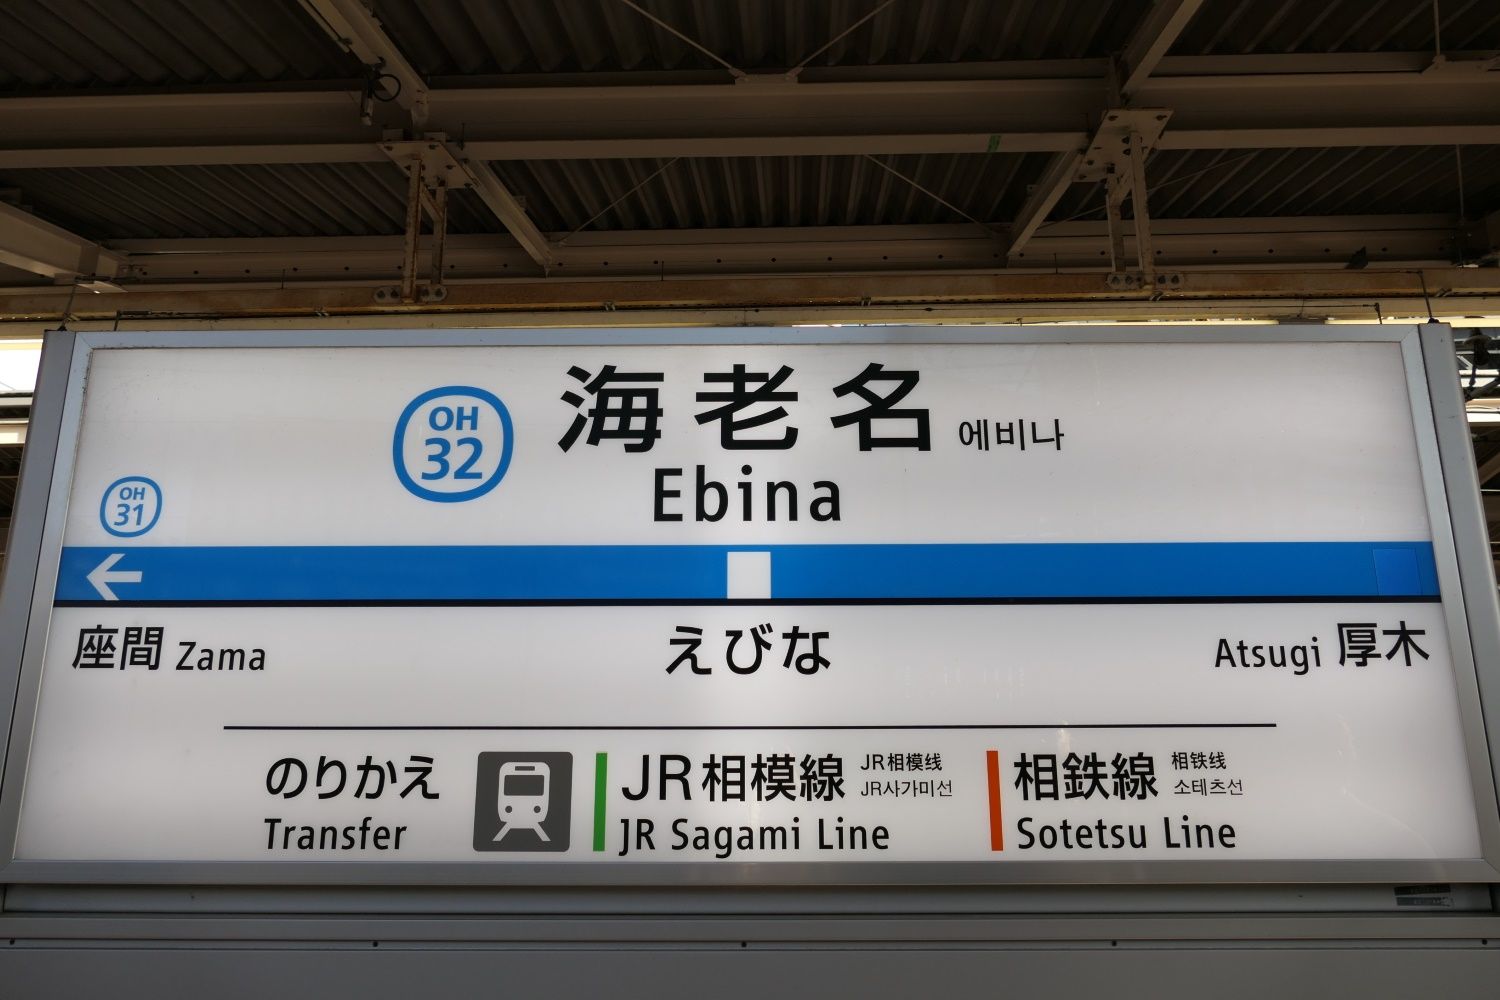 OH
32
海老名 에비나
Ebina
OH
31
座間 Zama
えびな
Atsugi 厚木
のりかえ
Transfer
JR相模線 JR相模线
JR사가미선
JR Sagami Line
相鉄線 相铁线
소테츠선
Sotetsu Line